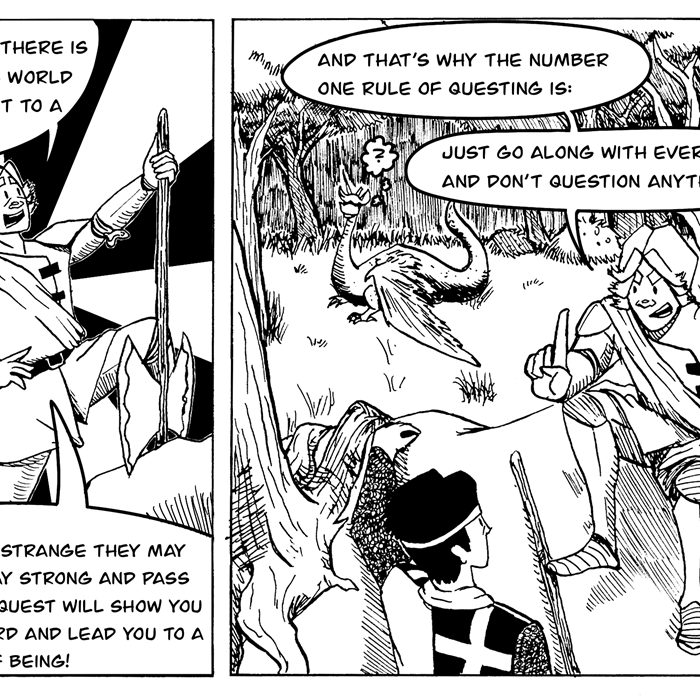 THERE IS
WORLD
T TO A
STRANGE THEY MAY
AY STRONG AND PASS
QUEST WILL SHOW YOU
RD AND LEAD YOU TO A
F BEING!
AND THAT'S WHY THE NUMBER
ONE RULE OF QUESTING IS:
?
JUST GO ALONG WITH EVER
AND DON'T QUESTION ANYT